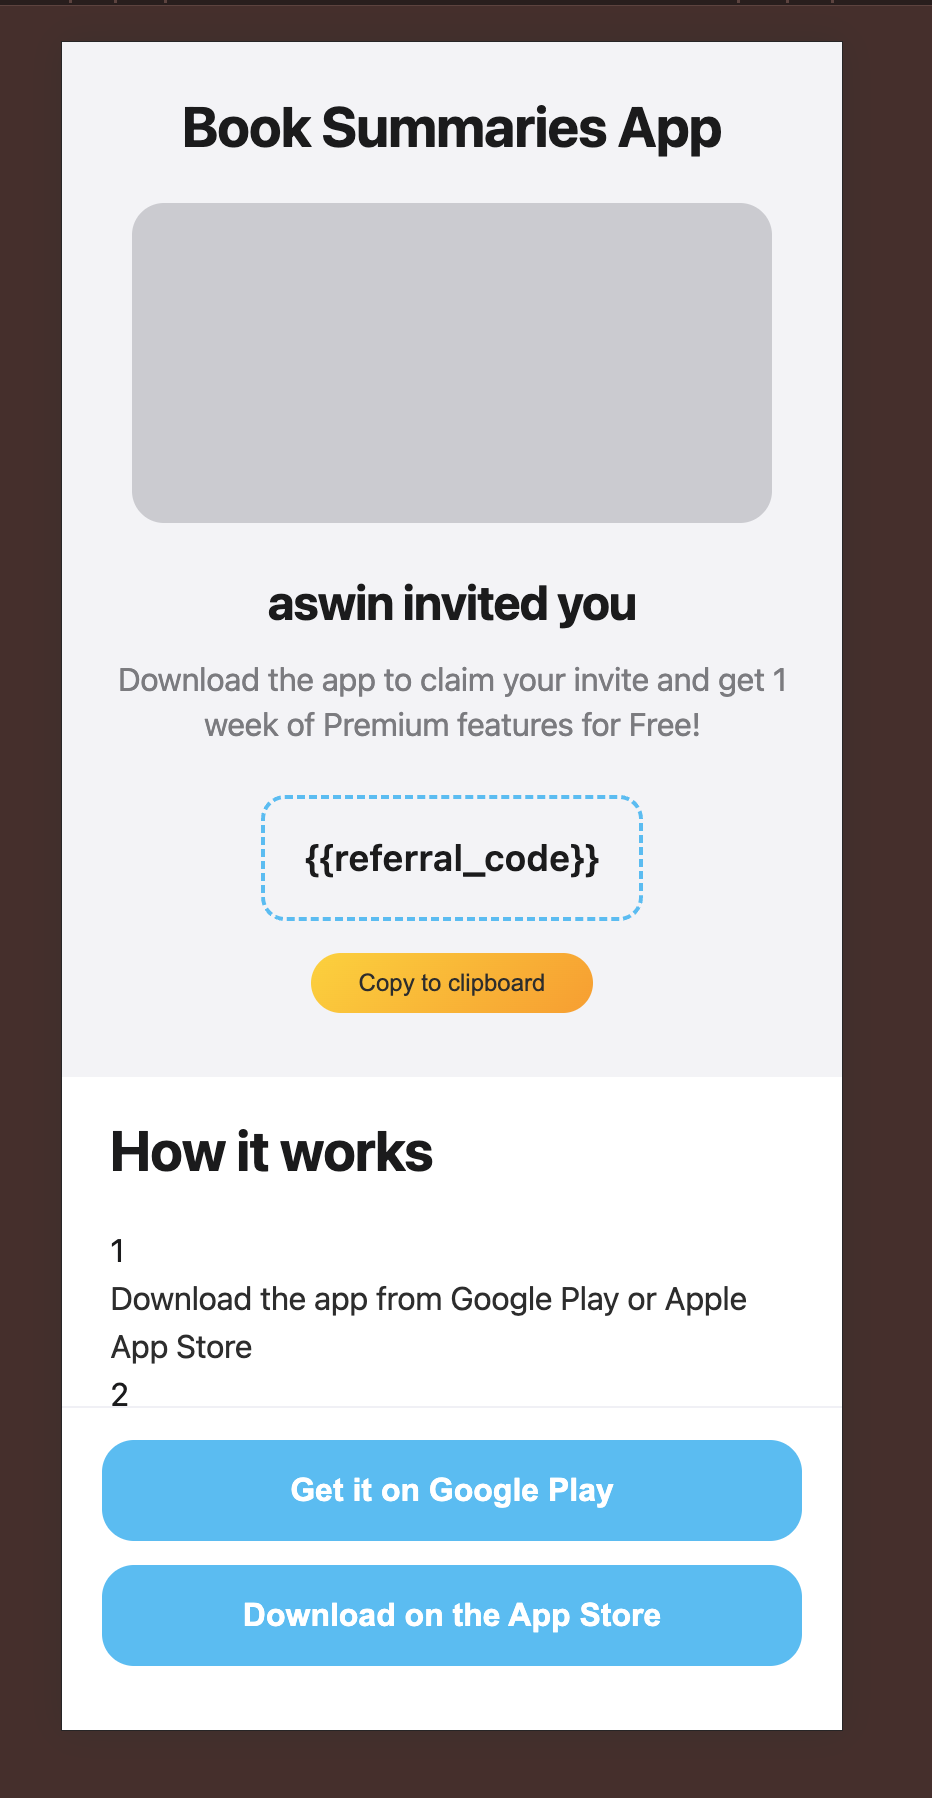 Book Summaries App
aswin invited you
Download the app to claim your invite and get 1
week of Premium features for Free!
{{referral_code}}
Copy to clipboard
How it works
1
Download the app from Google Play or Apple
App Store
2
Get it on Google Play
Download on the App Store